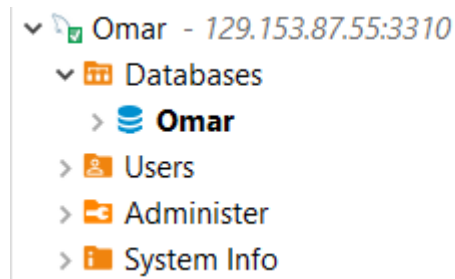 Omar - 129.153.87.55:3310
Databases
Omar
Users
Administer
System Info